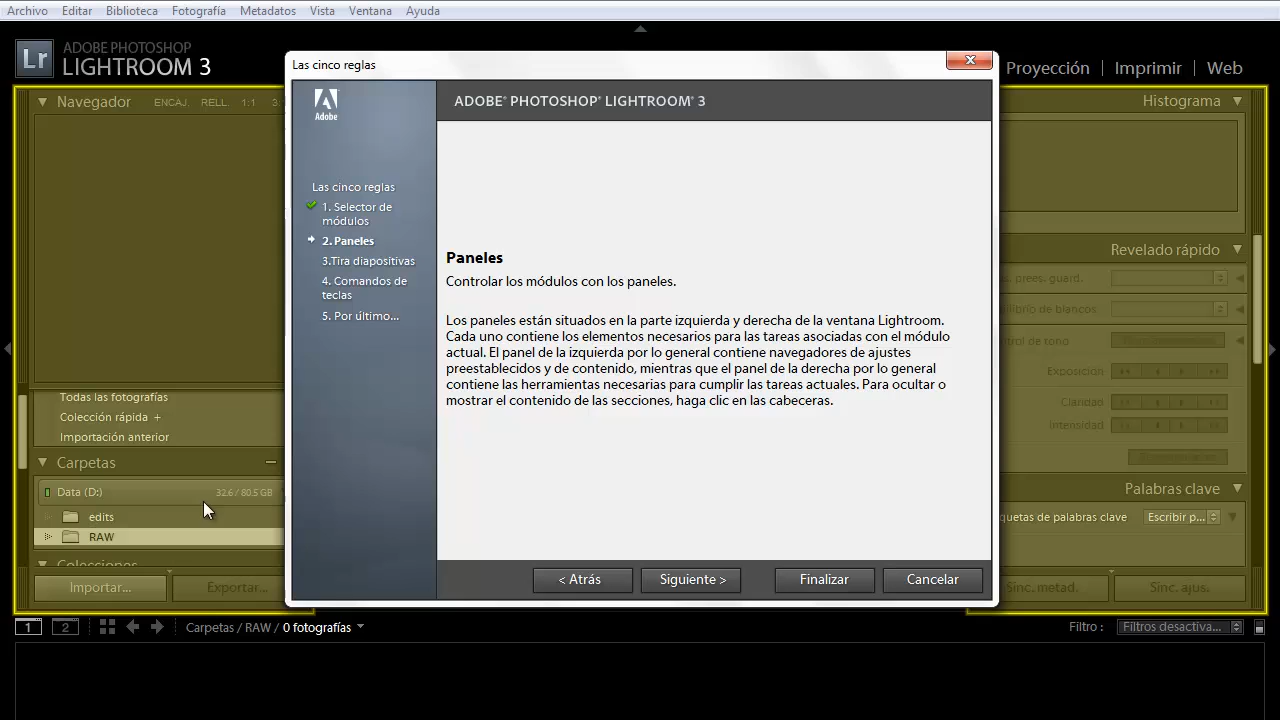 Archivo Editar Biblioteca Fotografía Metadatos Vista Ventana Ayuda
Lr
ADOBE PHOTOSHOP
LIGHTROOM 3
Proyección | Imprimir | Web
Navegador ENCAJ. RELL. 1:1
Histograma
Las cinco reglas
Adobe
ADOBE® PHOTOSHOP® LIGHTROOM® 3
Las cinco reglas
1. Selector de
módulos
2. Paneles
3.Tira diapositivas
4. Comandos de
teclas
5. Por último...
Paneles
Controlar los módulos con los paneles.
Los paneles están situados en la parte izquierda y derecha de la ventana Lightroom.
Cada uno contiene los elementos necesarios para las tareas asociadas con el módulo
actual. El panel de la izquierda por lo general contiene navegadores de ajustes
preestablecidos y de contenido, mientras que el panel de la derecha por lo general
contiene las herramientas necesarias para cumplir las tareas actuales. Para ocultar o
mostrar el contenido de las secciones, haga clic en las cabeceras.
< Atrás Siguiente > Finalizar Cancelar
Todas las fotografías
Colección rápida +
Importación anterior
Carpetas
Data (D:) 32.6 / 80.5 GB
edits
RAW
Colecciones
Importar... Exportar...
Revelado rápido
prees. guard.
de blancos
de tono
Exposición
Claridad
Intensidad
Palabras clave
de palabras clave Escribir p...
Sinc. metad. Sinc. ajus.
1 2 Carpetas / RAW / 0 fotografías
Filtro : Filtros desactiva...